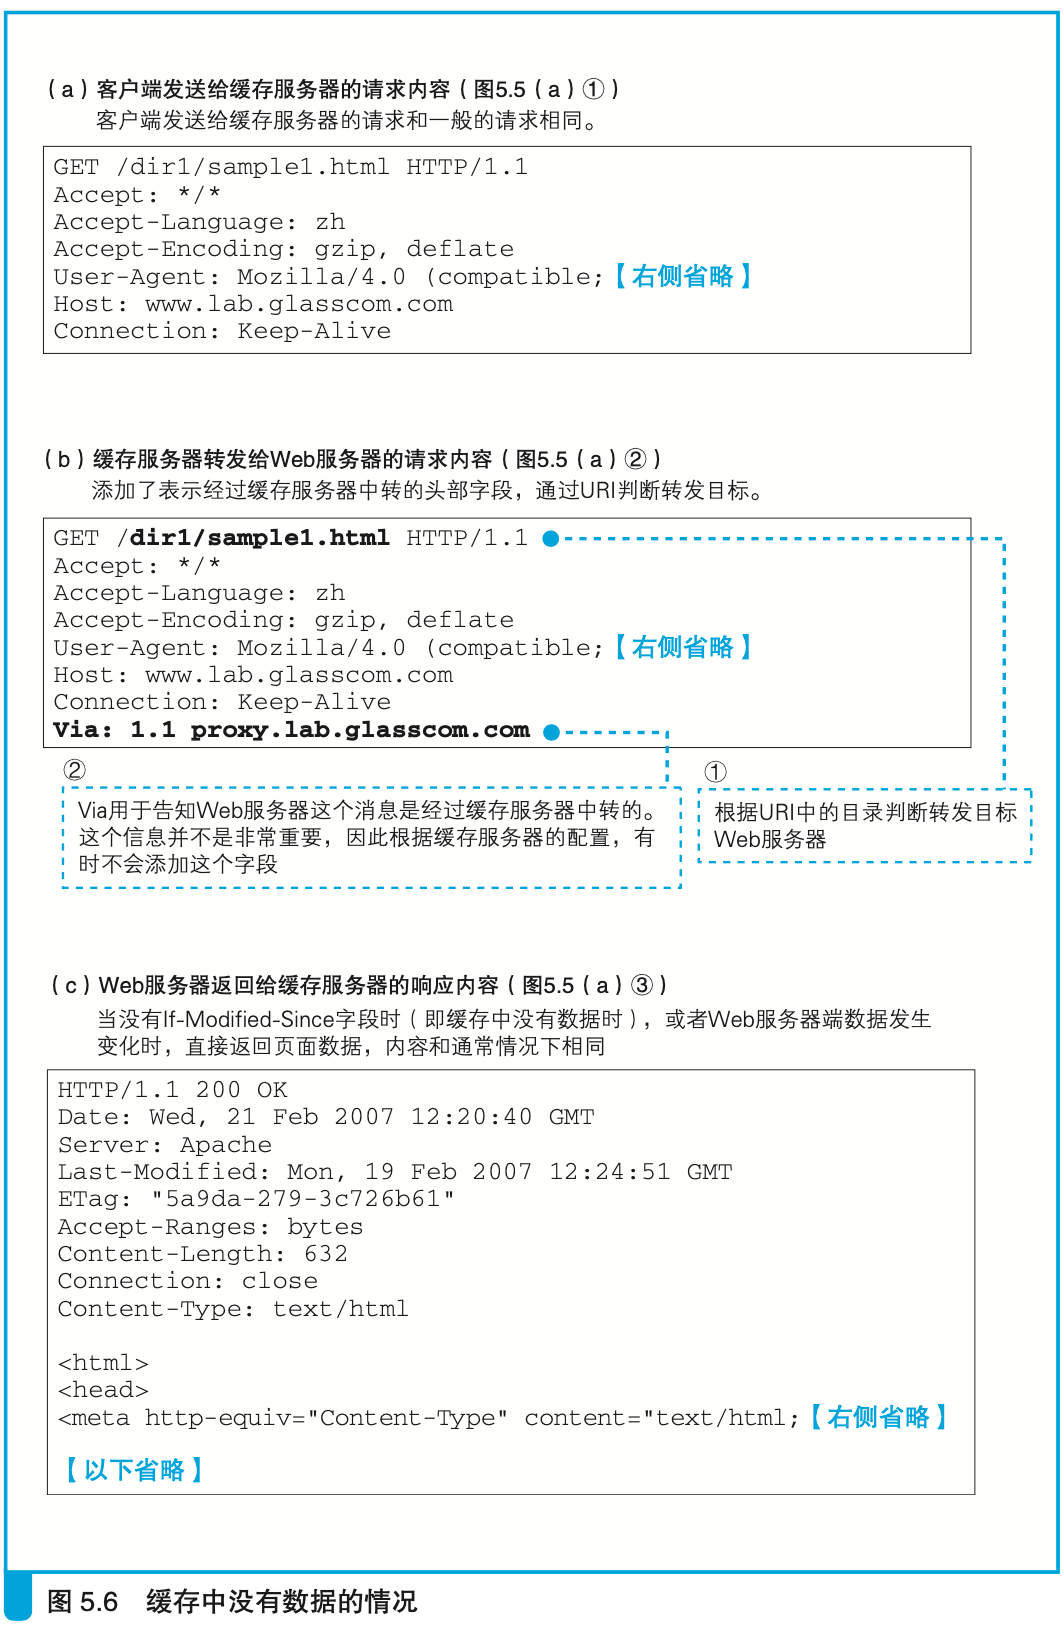 （a）客户端发送给缓存服务器的请求内容（图5.5（a）①）
客户端发送给缓存服务器的请求和一般的请求相同。
GET /dir1/sample1.html HTTP/1.1
Accept: */*
Accept-Language: zh
Accept-Encoding: gzip, deflate
User-Agent: Mozilla/4.0 (compatible;【右侧省略】
Host: www.lab.glasscom.com
Connection: Keep-Alive
（b）缓存服务器转发给Web服务器的请求内容（图5.5（a）②）
添加了表示经过缓存服务器中转的头部字段，通过URI判断转发目标。
GET /dir1/sample1.html HTTP/1.1
Accept: */*
Accept-Language: zh
Accept-Encoding: gzip, deflate
User-Agent: Mozilla/4.0 (compatible;【右侧省略】
Host: www.lab.glasscom.com
Connection: Keep-Alive
Via: 1.1 proxy.lab.glasscom.com
②
Via用于告知Web服务器这个消息是经过缓存服务器中转的。
这个信息并不是非常重要，因此根据缓存服务器的配置，有
时不会添加这个字段
①
根据URI中的目录判断转发目标
Web服务器
（c）Web服务器返回给缓存服务器的响应内容（图5.5（a）③）
当没有If-Modified-Since字段时（即缓存中没有数据时），或者Web服务器端数据发生
变化时，直接返回页面数据，内容和通常情况下相同
HTTP/1.1 200 OK
Date: Wed, 21 Feb 2007 12:20:40 GMT
Server: Apache
Last-Modified: Mon, 19 Feb 2007 12:24:51 GMT
ETag: "5a9da-279-3c726b61"
Accept-Ranges: bytes
Content-Length: 632
Connection: close
Content-Type: text/html
<html>
<head>
<meta http-equiv="Content-Type" content="text/html;【右侧省略】
【以下省略】
图 5.6 缓存中没有数据的情况